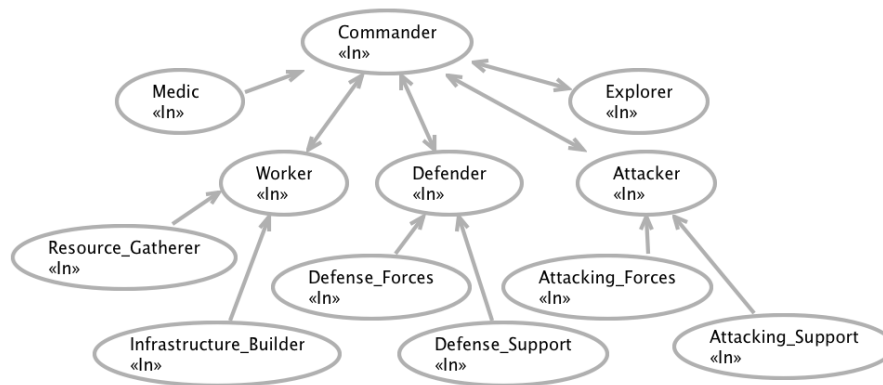 Commander
«In»
Medic
«In»
Explorer
«In»
Worker
«In»
Defender
«In»
Attacker
«In»
Resource_Gatherer
«In»
Defense_Forces
«In»
Attacking_Forces
«In»
Infrastructure_Builder
«In»
Defense_Support
«In»
Attacking_Support
«In»